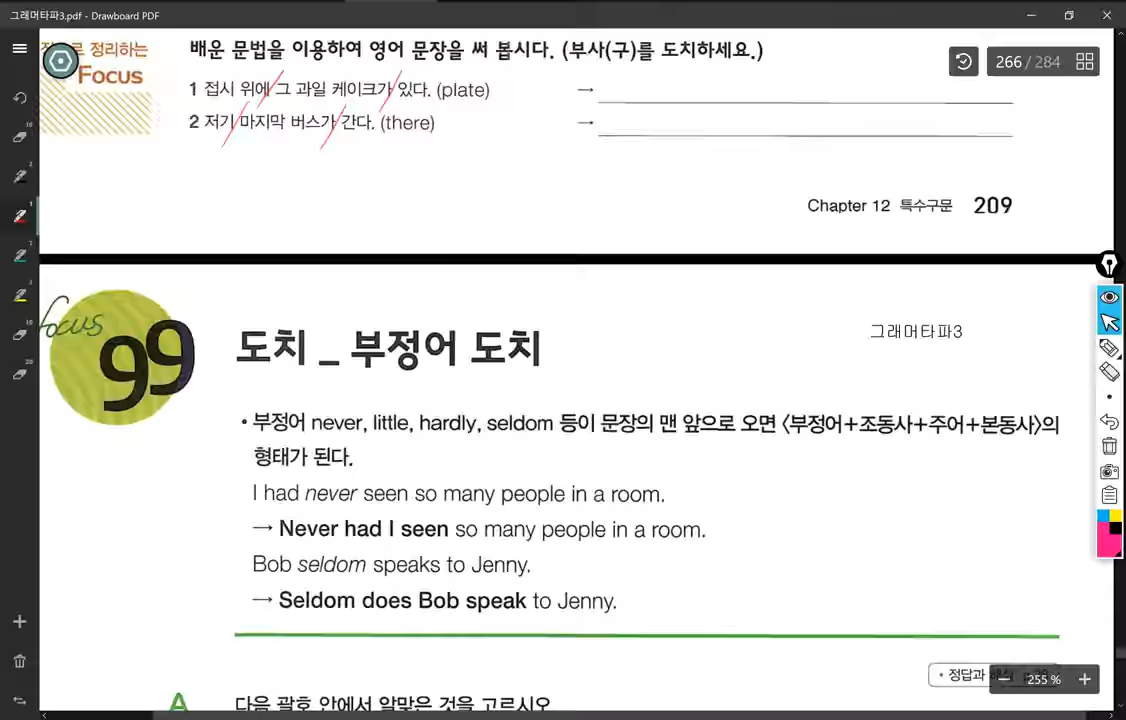 그래머타파3.pdf - Drawboard PDF
정리하는
Focus
배운 문법을 이용하여 영어 문장을 써 봅시다. (부사(구)를 도치하세요.)
266 / 284
1 접시 위에 그 과일 케이크가 있다. (plate) →
2 저기 마지막 버스가 간다. (there) →
Chapter 12 특수구문 209
focus
99
도치 _ 부정어 도치
그래머타파3
• 부정어 never, little, hardly, seldom 등이 문장의 맨 앞으로 오면 〈부정어+조동사+주어+본동사〉의
형태가 된다.
I had never seen so many people in a room.
→ Never had I seen so many people in a room.
Bob seldom speaks to Jenny.
→ Seldom does Bob speak to Jenny.
• 정답과
255 %
A 다음 괄호 안에서 알맞은 것을 고르시오